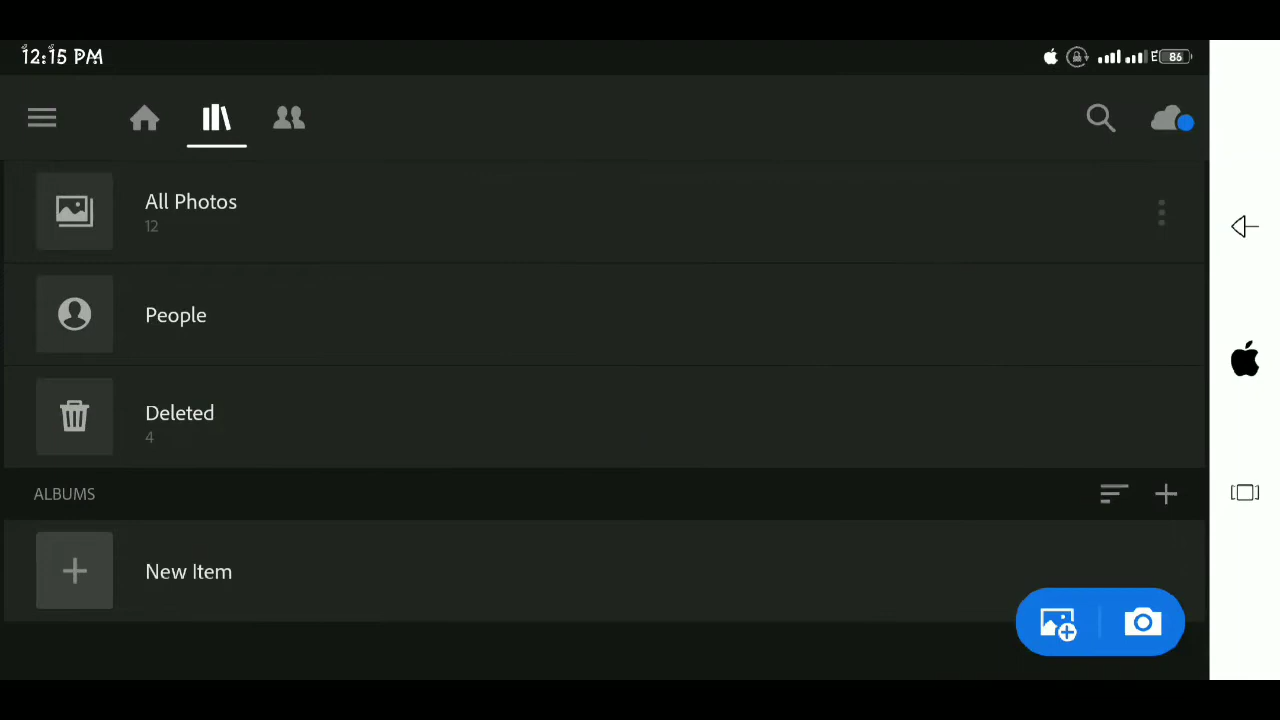 12:15 PM
E 86
All Photos
12
People
Deleted
4
ALBUMS
New Item